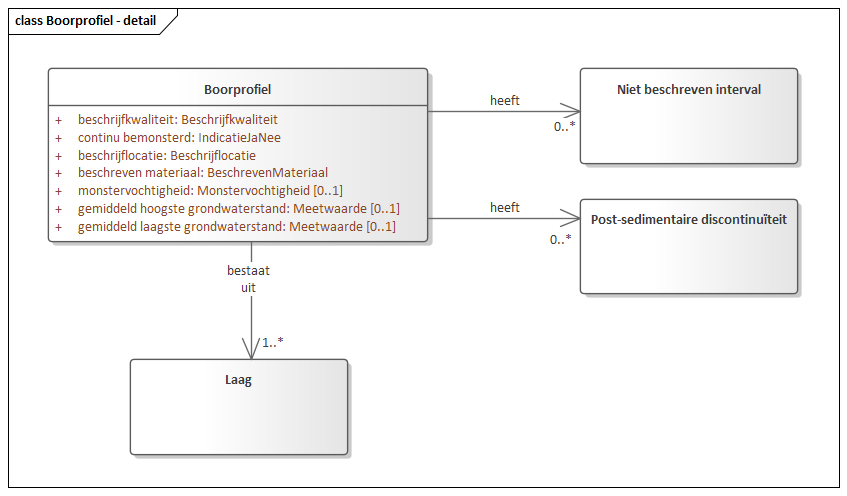 class Boorprofiel - detail
Boorprofiel
+ beschrijfkwaliteit: Beschrijfkwaliteit
+ continu bemonsterd: IndicatieJaNee
+ beschrijflocatie: Beschrijflocatie
+ beschreven materiaal: BeschrevenMateriaal
+ monstervochtigheid: Monstervochtigheid [0..1]
+ gemiddeld hoogste grondwaterstand: Meetwaarde [0..1]
+ gemiddeld laagste grondwaterstand: Meetwaarde [0..1]
heeft
0..*
Niet beschreven interval
heeft
0..*
Post-sedimentaire discontinuïteit
bestaat
uit
1..*
Laag